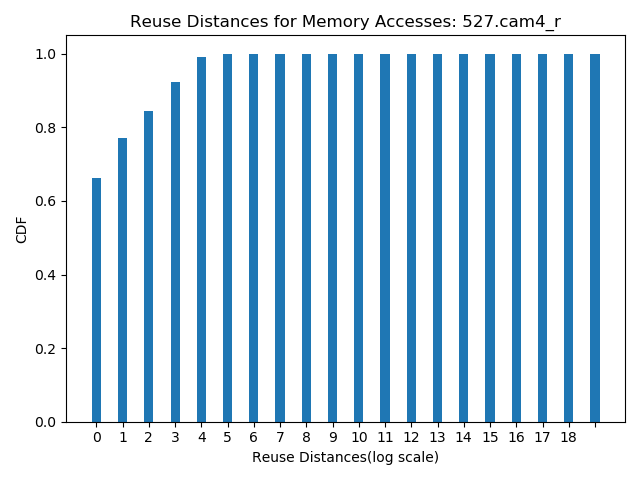 Reuse Distances for Memory Accesses: 527.cam4_r
1.0
0.8
0.6
0.4
0.2
0.0
CDF
0 1 2 3 4 5 6 7 8 9 10 11 12 13 14 15 16 17 18
Reuse Distances(log scale)